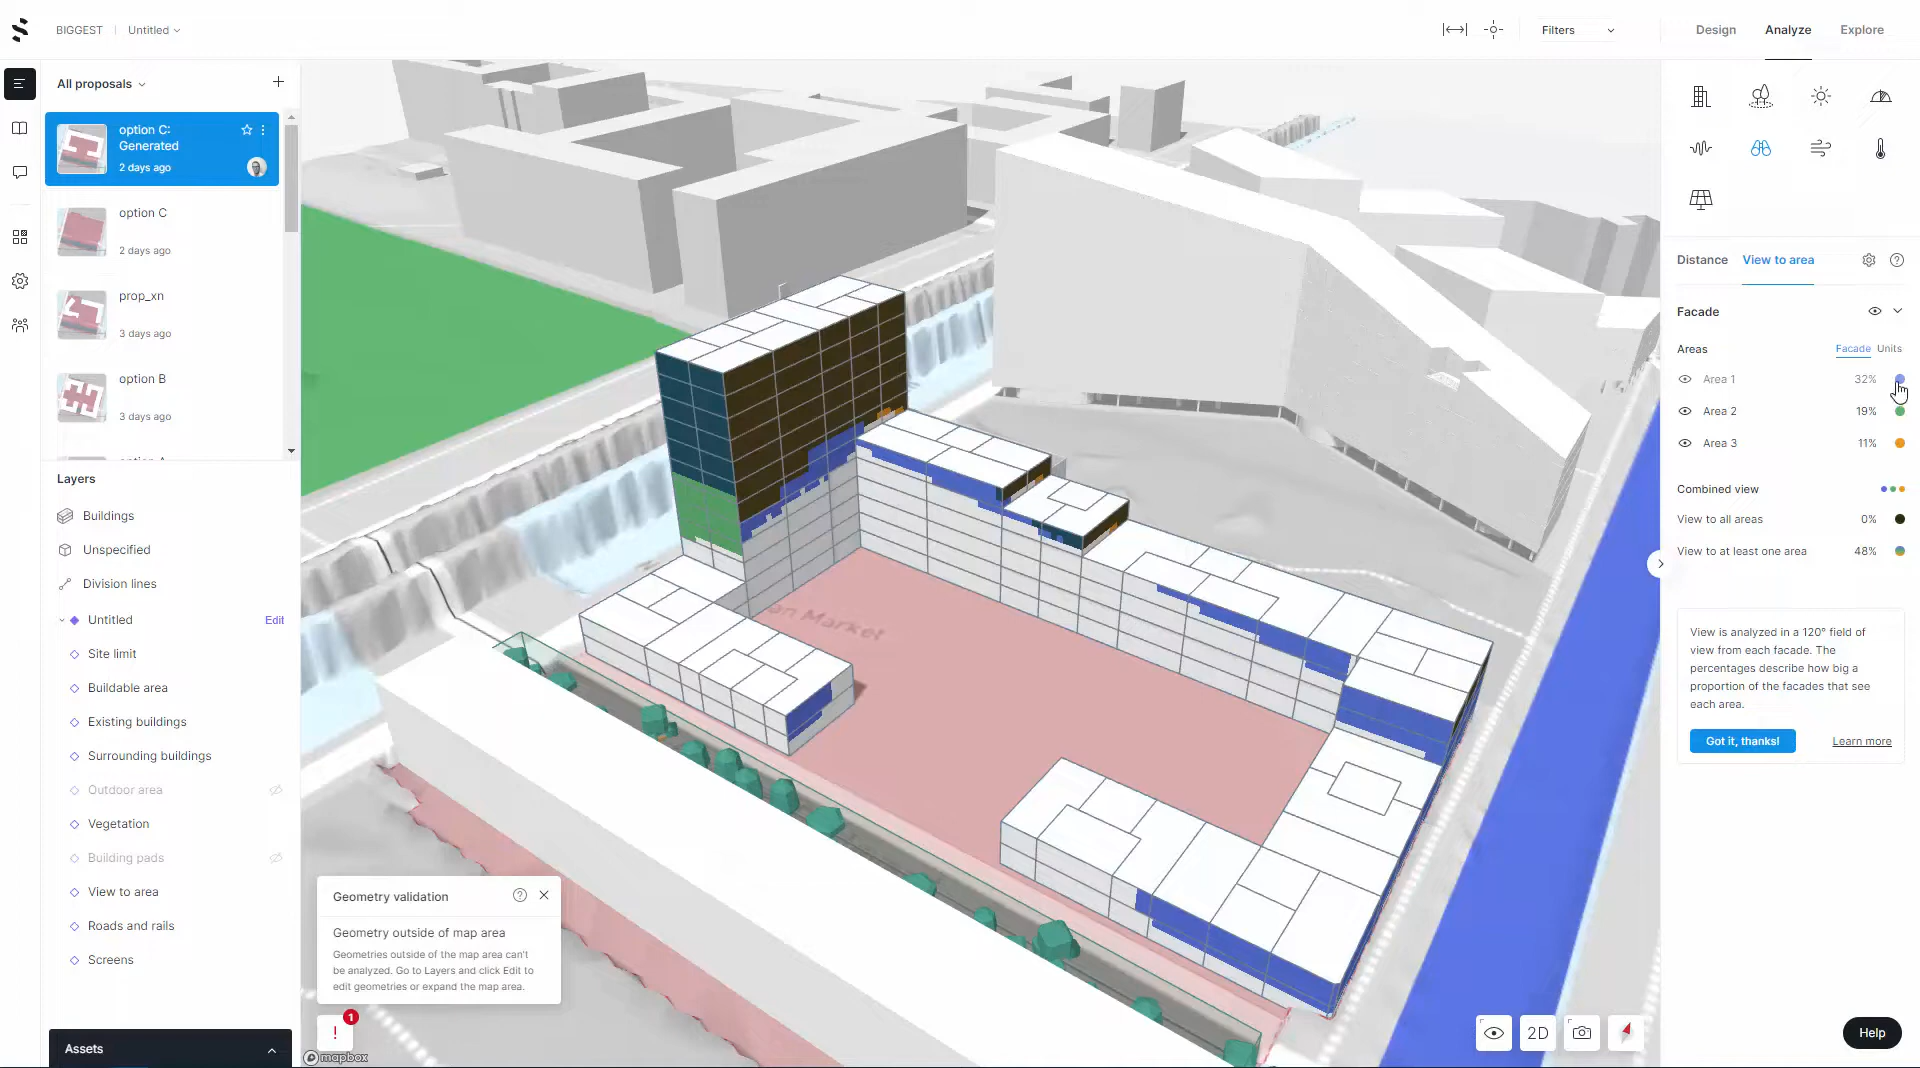 BIGGEST
Untitled
Filters
Design
Analyze
Explore
All proposals
option C:
Generated
2 days ago
option C
2 days ago
prop_xn
3 days ago
option B
3 days ago
Layers
Buildings
Unspecified
Division lines
Untitled
Edit
Site limit
Buildable area
Existing buildings
Surrounding buildings
Outdoor area
Vegetation
Building pads
View to area
Roads and rails
Screens
Assets
an Market
Geometry validation
Geometry outside of map area
Geometries outside of the map area can't
be analyzed. Go to Layers and click Edit to
edit geometries or expand the map area.
!
1
mapbox
2D
Distance
View to area
Facade
Areas
Facade
Units
Area 1
32%
Area 2
19%
Area 3
11%
Combined view
View to all areas
0%
View to at least one area
48%
View is analyzed in a 120° field of
view from each facade. The
percentages describe how big a
proportion of the facades that see
each area.
Got it, thanks!
Learn more
Help